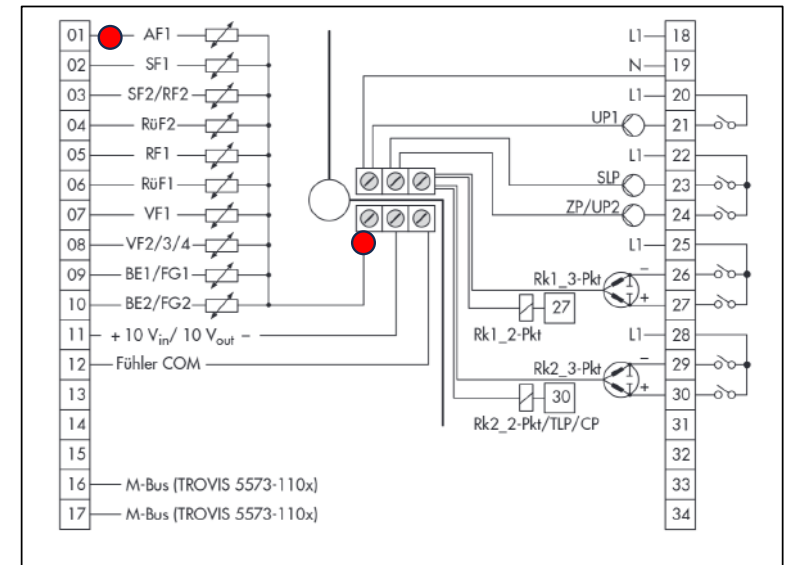 01 AF1
02 SF1
03 SF2/RF2
04 RüF2
05 RF1
06 RüF1
07 VF1
08 VF2/3/4
09 BE1/FG1
10 BE2/FG2
11 + 10 Vin/ 10 Vout –
12 Fühler COM
13
14
15
16 M-Bus (TROVIS 5573-110x)
17 M-Bus (TROVIS 5573-110x)
L1 18
N 19
L1 20
UP1 21
L1 22
SLP 23
ZP/UP2 24
L1 25
Rk1_3-Pkt – 26
27 + 27
Rk1_2-Pkt
L1 28
Rk2_3-Pkt – 29
30 + 30
Rk2_2-Pkt/TLP/CP
31
32
33
34